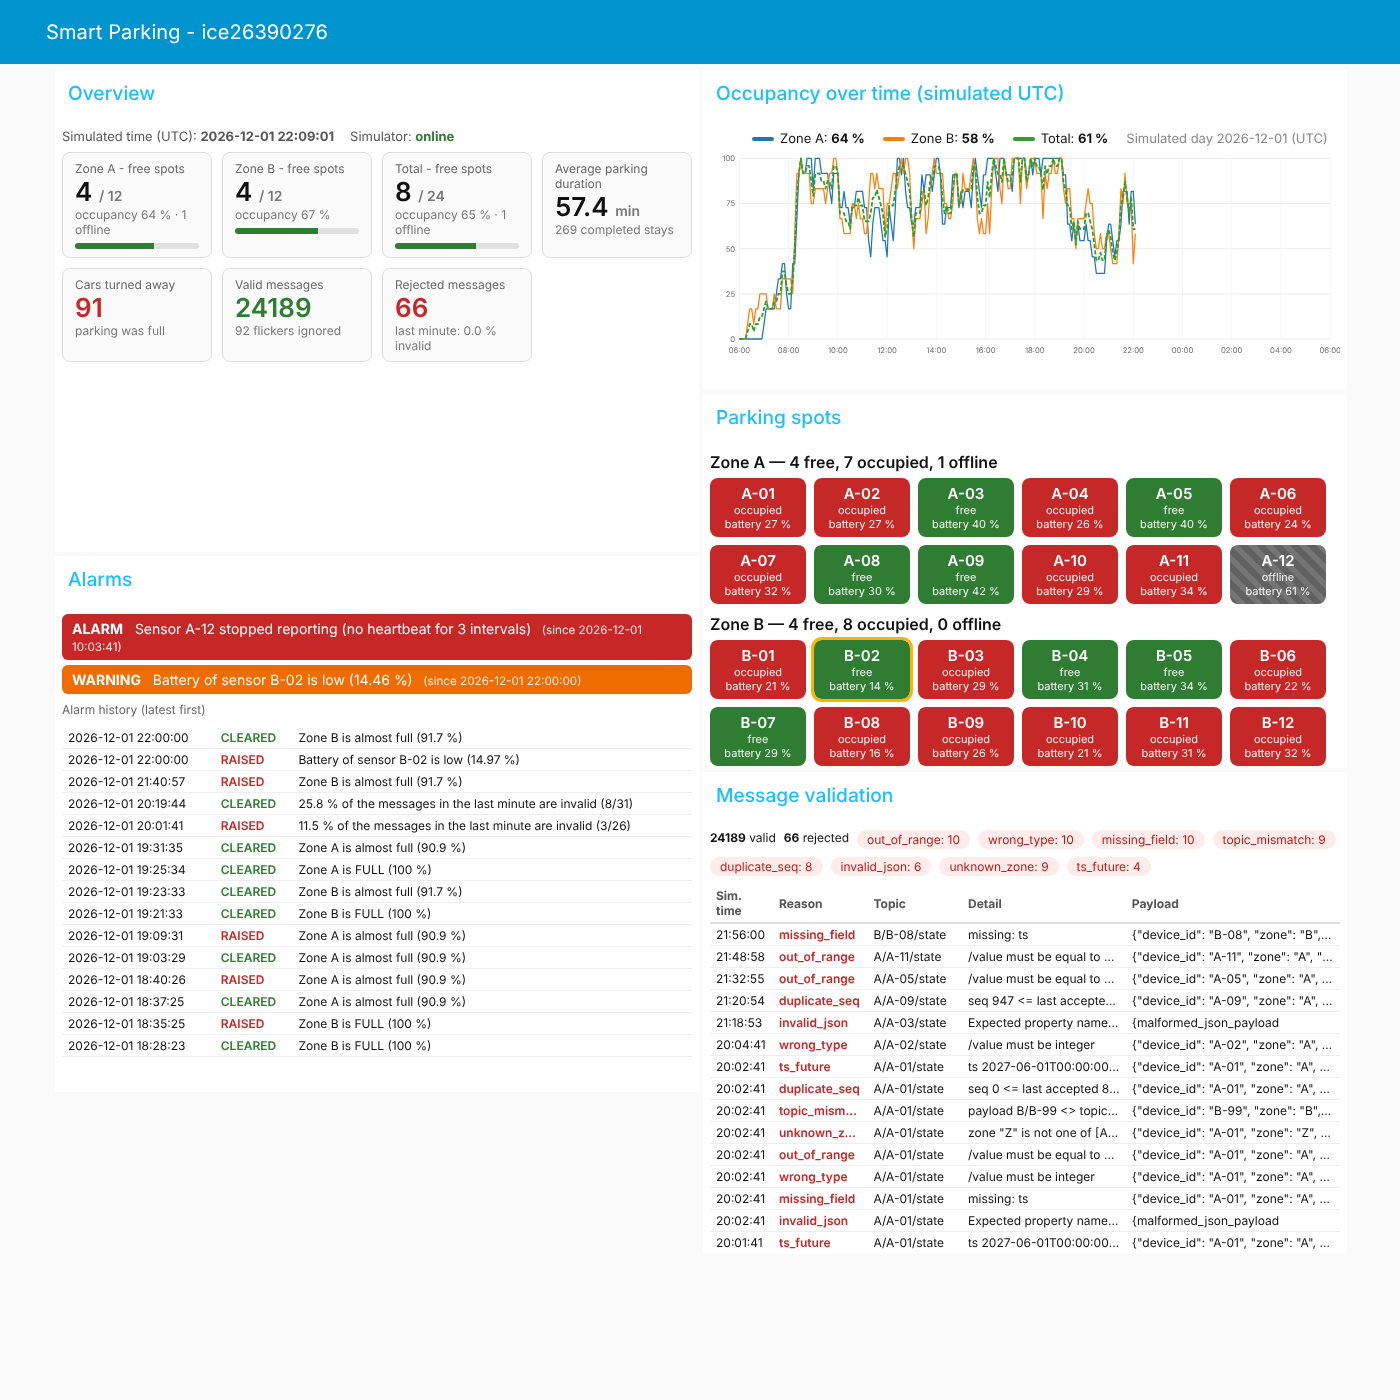 Smart Parking - ice26390276
Overview
Simulated time (UTC): 2026-12-01 22:09:01 Simulator: online
Zone A - free spots
4 / 12
occupancy 64 % · 1
offline
Zone B - free spots
4 / 12
occupancy 67 %
Total - free spots
8 / 24
occupancy 65 % · 1
offline
Average parking
duration
57.4 min
269 completed stays
Cars turned away
91
parking was full
Valid messages
24189
92 flickers ignored
Rejected messages
66
last minute: 0.0 %
invalid
Alarms
ALARM Sensor A-12 stopped reporting (no heartbeat for 3 intervals) (since 2026-12-01
10:03:41)
WARNING Battery of sensor B-02 is low (14.46 %) (since 2026-12-01 22:00:00)
Alarm history (latest first)
2026-12-01 22:00:00 CLEARED Zone B is almost full (91.7 %)
2026-12-01 22:00:00 RAISED Battery of sensor B-02 is low (14.97 %)
2026-12-01 21:40:57 RAISED Zone B is almost full (91.7 %)
2026-12-01 20:19:44 CLEARED 25.8 % of the messages in the last minute are invalid (8/31)
2026-12-01 20:01:41 RAISED 11.5 % of the messages in the last minute are invalid (3/26)
2026-12-01 19:31:35 CLEARED Zone A is almost full (90.9 %)
2026-12-01 19:25:34 CLEARED Zone A is FULL (100 %)
2026-12-01 19:23:33 CLEARED Zone B is almost full (91.7 %)
2026-12-01 19:21:33 CLEARED Zone B is FULL (100 %)
2026-12-01 19:09:31 RAISED Zone A is almost full (90.9 %)
2026-12-01 19:03:29 CLEARED Zone A is almost full (90.9 %)
2026-12-01 18:40:26 RAISED Zone A is almost full (90.9 %)
2026-12-01 18:37:25 CLEARED Zone A is almost full (90.9 %)
2026-12-01 18:35:25 RAISED Zone B is FULL (100 %)
2026-12-01 18:28:23 CLEARED Zone B is FULL (100 %)
Occupancy over time (simulated UTC)
Zone A: 64 % Zone B: 58 % Total: 61 % Simulated day 2026-12-01 (UTC)
100
75
50
25
0
06:00 08:00 10:00 12:00 14:00 16:00 18:00 20:00 22:00 00:00 02:00 04:00 06:00
Parking spots
Zone A — 4 free, 7 occupied, 1 offline
A-01 A-02 A-03 A-04 A-05 A-06
occupied occupied free occupied free occupied
battery 27 % battery 27 % battery 40 % battery 26 % battery 40 % battery 24 %
A-07 A-08 A-09 A-10 A-11 A-12
occupied free free occupied occupied offline
battery 32 % battery 30 % battery 42 % battery 29 % battery 34 % battery 61 %
Zone B — 4 free, 8 occupied, 0 offline
B-01 B-02 B-03 B-04 B-05 B-06
occupied free occupied free free occupied
battery 21 % battery 14 % battery 29 % battery 31 % battery 34 % battery 22 %
B-07 B-08 B-09 B-10 B-11 B-12
free occupied occupied occupied occupied occupied
battery 29 % battery 16 % battery 26 % battery 21 % battery 31 % battery 32 %
Message validation
24189 valid 66 rejected out_of_range: 10 wrong_type: 10 missing_field: 10 topic_mismatch: 9
duplicate_seq: 8 invalid_json: 6 unknown_zone: 9 ts_future: 4
Sim.
time Reason Topic Detail Payload
21:56:00 missing_field B/B-08/state missing: ts {"device_id": "B-08", "zone": "B",...
21:48:58 out_of_range A/A-11/state /value must be equal to ... {"device_id": "A-11", "zone": "A", "...
21:32:55 out_of_range A/A-05/state /value must be equal to ... {"device_id": "A-05", "zone": "A", ...
21:20:54 duplicate_seq A/A-09/state seq 947 <= last accepte... {"device_id": "A-09", "zone": "A", ...
21:18:53 invalid_json A/A-03/state Expected property name... {malformed_json_payload
20:04:41 wrong_type A/A-02/state /value must be integer {"device_id": "A-02", "zone": "A", ...
20:02:41 ts_future A/A-01/state ts 2027-06-01T00:00:00... {"device_id": "A-01", "zone": "A", ...
20:02:41 duplicate_seq A/A-01/state seq 0 <= last accepted 8... {"device_id": "A-01", "zone": "A", ...
20:02:41 topic_mism... A/A-01/state payload B/B-99 <> topic... {"device_id": "B-99", "zone": "B",...
20:02:41 unknown_z... A/A-01/state zone "Z" is not one of [A... {"device_id": "A-01", "zone": "Z", ...
20:02:41 out_of_range A/A-01/state /value must be equal to ... {"device_id": "A-01", "zone": "A", ...
20:02:41 wrong_type A/A-01/state /value must be integer {"device_id": "A-01", "zone": "A", ...
20:02:41 missing_field A/A-01/state missing: ts {"device_id": "A-01", "zone": "A", ...
20:02:41 invalid_json A/A-01/state Expected property name... {malformed_json_payload
20:01:41 ts_future A/A-01/state ts 2027-06-01T00:00:00... {"device_id": "A-01", "zone": "A", ...